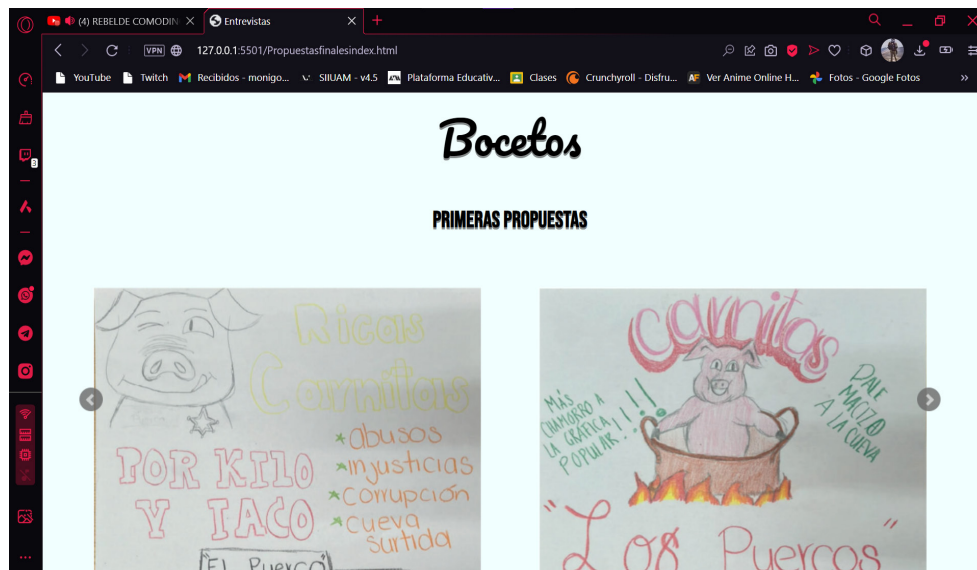 (4) REBELDE COMODIN
Entrevistas
VPN
127.0.0.1:5501/Propuestasfinalesindex.html
YouTube
Twitch
Recibidos - monigo...
SIIUAM - v4.5
Plataforma Educativ...
Clases
Crunchyroll - Disfru...
Ver Anime Online H...
Fotos - Google Fotos
3
Bocetos
PRIMERAS PROPUESTAS
Ricas
Carnitas
POR KILO
Y TACO
*abusos
*injusticias
*corrupción
*cueva
surtida
"El Puerco"
Carnitas
MÁS
CHAMORRO A
LA GRÁFICA
POPULAR..!!!!
DALE
MACIZO
A LA CUEVA
"Los Puercos"